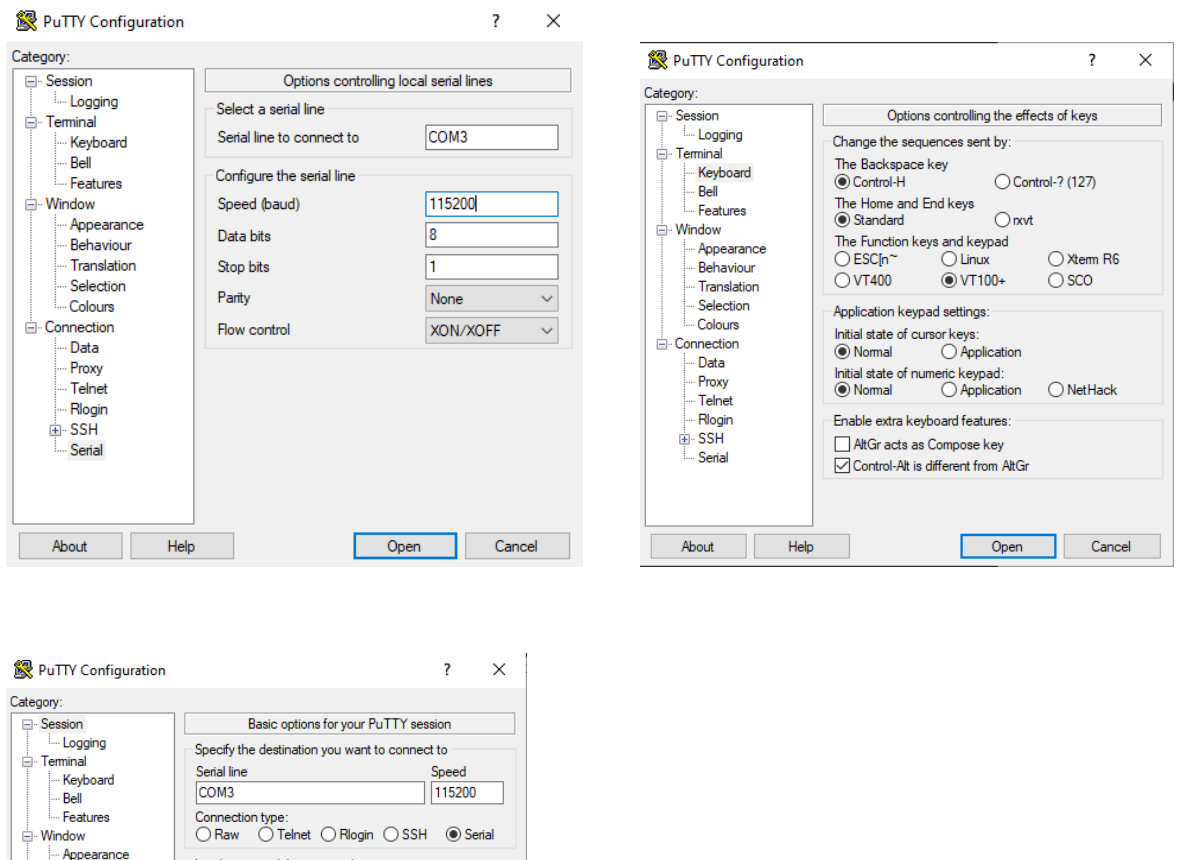 PuTTY Configuration
?
Category:
Session
Logging
Terminal
Keyboard
Bell
Features
Window
Appearance
Behaviour
Translation
Selection
Colours
Connection
Data
Proxy
Telnet
Rlogin
SSH
Serial
Options controlling local serial lines
Select a serial line
Serial line to connect to COM3
Configure the serial line
Speed (baud) 115200
Data bits 8
Stop bits 1
Parity None
Flow control XON/XOFF
About Help Open Cancel
PuTTY Configuration
?
Category:
Session
Logging
Terminal
Keyboard
Bell
Features
Window
Appearance
Behaviour
Translation
Selection
Colours
Connection
Data
Proxy
Telnet
Rlogin
SSH
Serial
Options controlling the effects of keys
Change the sequences sent by:
The Backspace key
Control-H Control-? (127)
The Home and End keys
Standard rxvt
The Function keys and keypad
ESC[n~ Linux Xterm R6
VT400 VT100+ SCO
Application keypad settings:
Initial state of cursor keys:
Normal Application
Initial state of numeric keypad:
Normal Application NetHack
Enable extra keyboard features:
AltGr acts as Compose key
Control-Alt is different from AltGr
About Help Open Cancel
PuTTY Configuration
?
Category:
Session
Logging
Terminal
Keyboard
Bell
Features
Window
Appearance
Basic options for your PuTTY session
Specify the destination you want to connect to
Serial line Speed
COM3 115200
Connection type:
Raw Telnet Rlogin SSH Serial